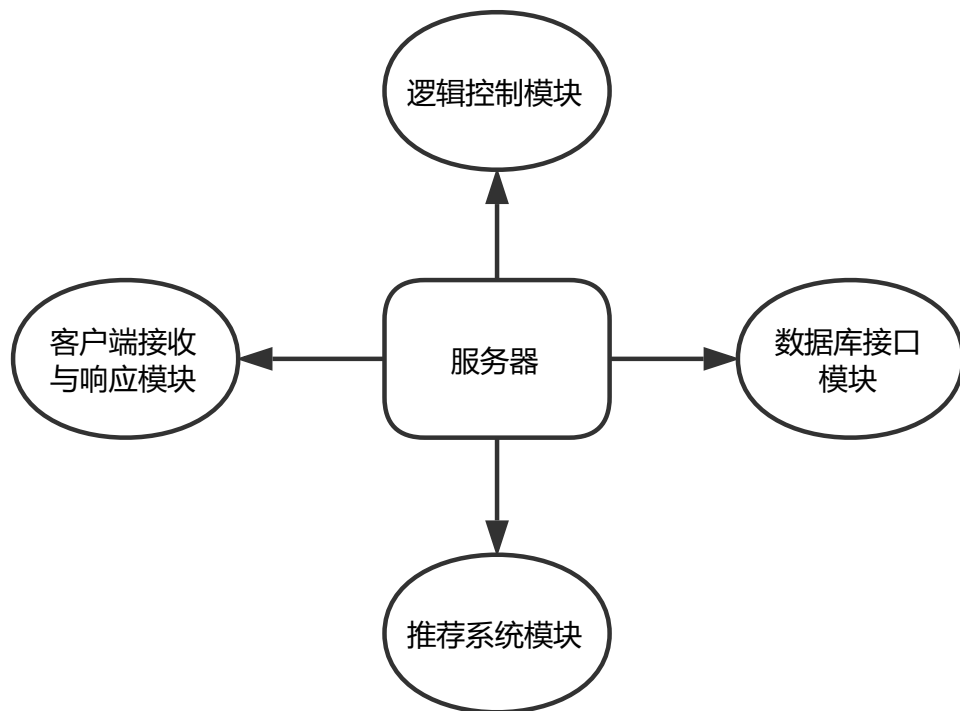 逻辑控制模块
客户端接收
与响应模块
服务器
数据库接口
模块
推荐系统模块